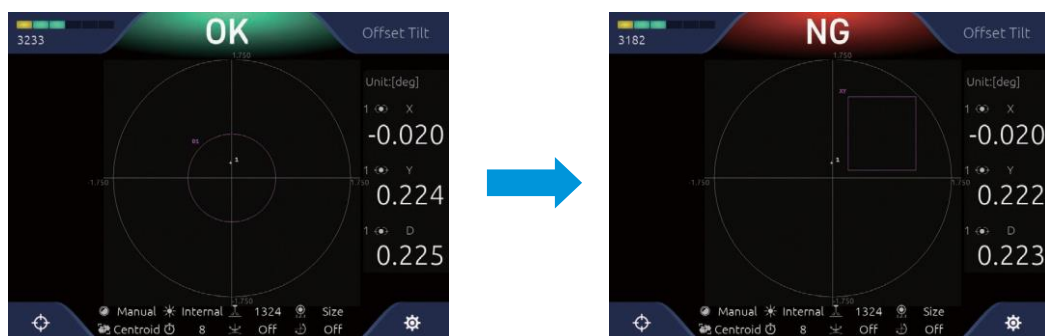 3233
OK
Offset Tilt
1.750
Unit:[deg]
1 X
-0.020
-1.750
1.750
1 Y
0.224
1 D
0.225
1
-1.750
Manual Internal 1324 Size
Centroid 8 Off Off
3182
NG
Offset Tilt
1.750
Unit:[deg]
XY
1 X
-0.020
1
-1.750
1.750
1 Y
0.222
1 D
0.223
-1.750
Manual Internal 1324 Size
Centroid 8 Off Off